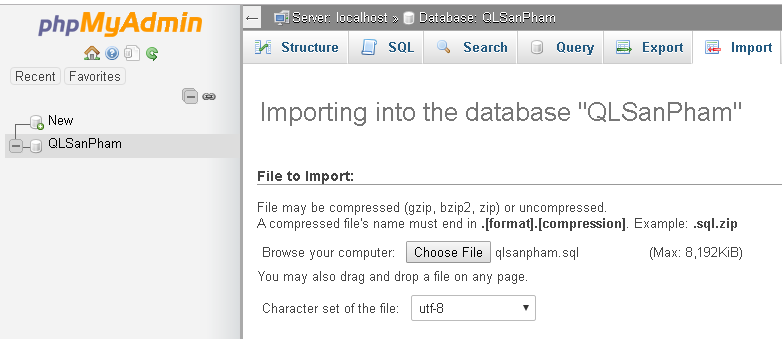 phpMyAdmin
Recent Favorites
New
QLSanPham
Server: localhost » Database: QLSanPham
Structure SQL Search Query Export Import
Importing into the database "QLSanPham"
File to Import:
File may be compressed (gzip, bzip2, zip) or uncompressed.
A compressed file's name must end in .[format].[compression]. Example: .sql.zip
Browse your computer: Choose File qlsanpham.sql (Max: 8,192KiB)
You may also drag and drop a file on any page.
Character set of the file: utf-8